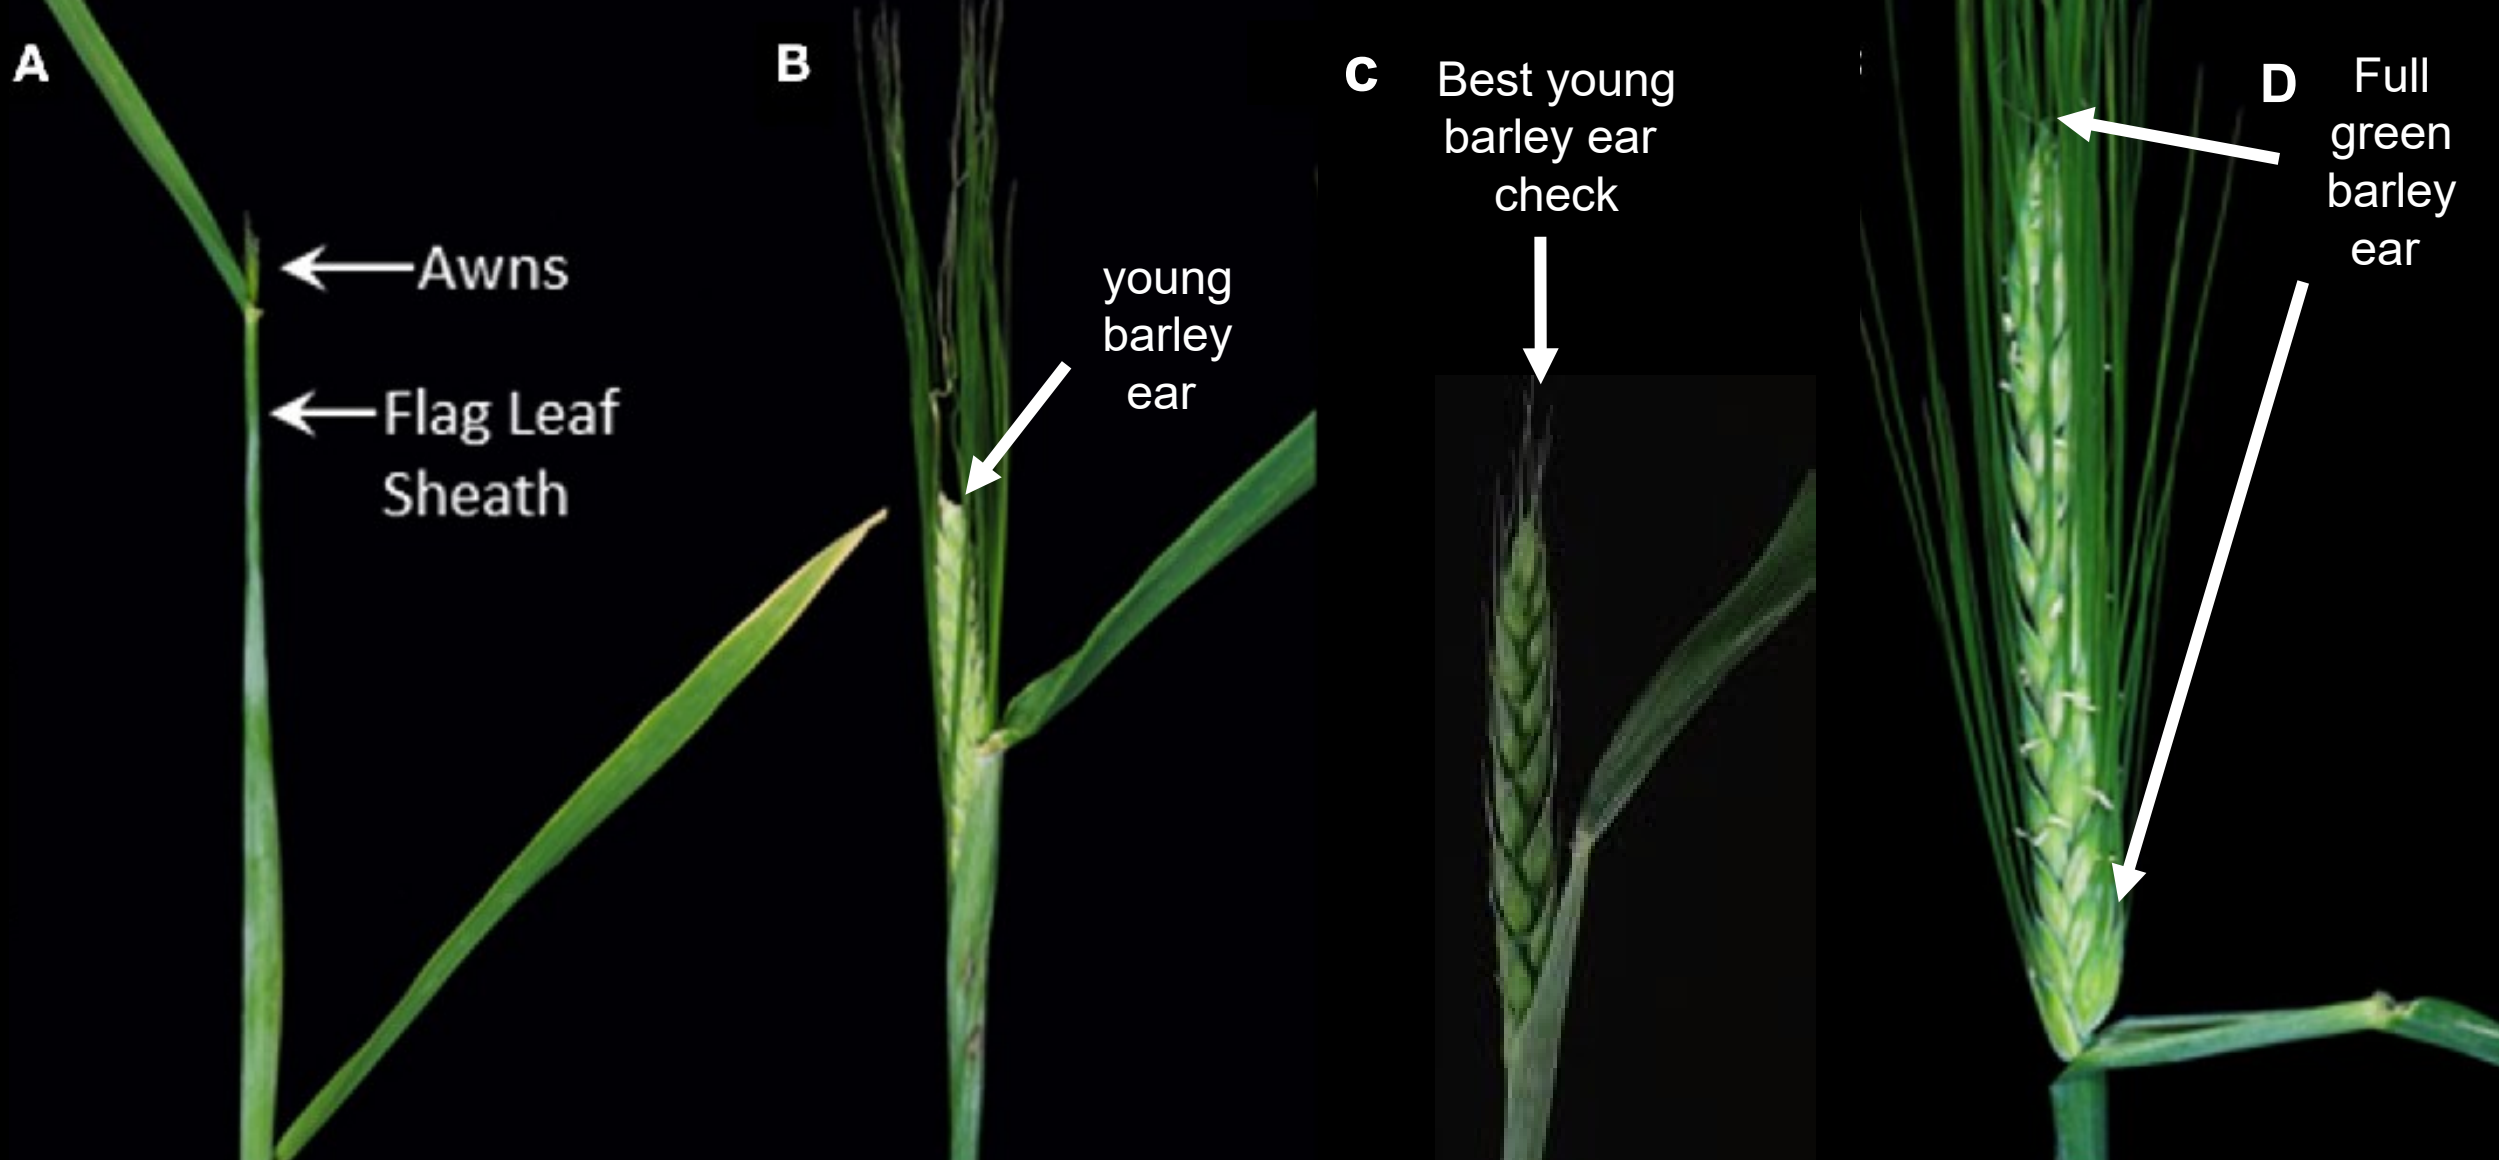 A
Awns
Flag Leaf
Sheath
B
young
barley
ear
C
Best young
barley ear
check
D
Full
green
barley
ear